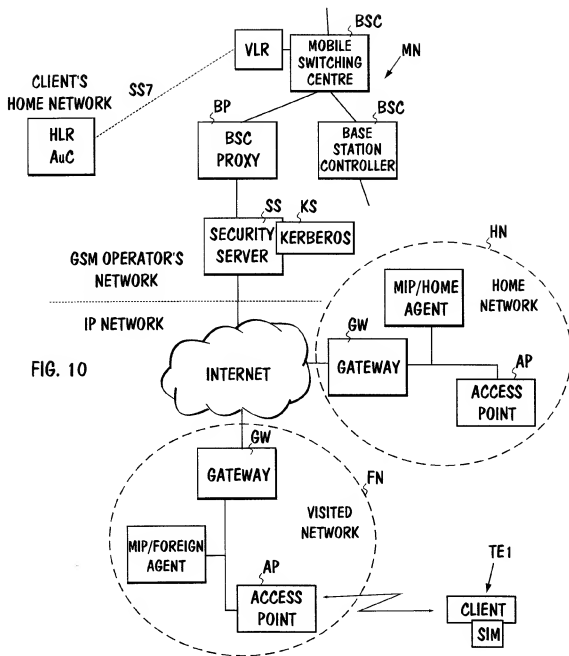 BSC
VLR
MOBILE
SWITCHING
CENTRE
MN
CLIENT'S
HOME NETWORK
SS7
HLR
AuC
BP
BSC
PROXY
BSC
BASE
STATION
CONTROLLER
SS
KS
SECURITY
SERVER
KERBEROS
GSM OPERATOR'S
NETWORK
IP NETWORK
HN
MIP/HOME
AGENT
HOME
NETWORK
GW
GATEWAY
AP
ACCESS
POINT
FIG. 10
INTERNET
GW
GATEWAY
FN
VISITED
NETWORK
MIP/FOREIGN
AGENT
AP
ACCESS
POINT
TE1
CLIENT
SIM